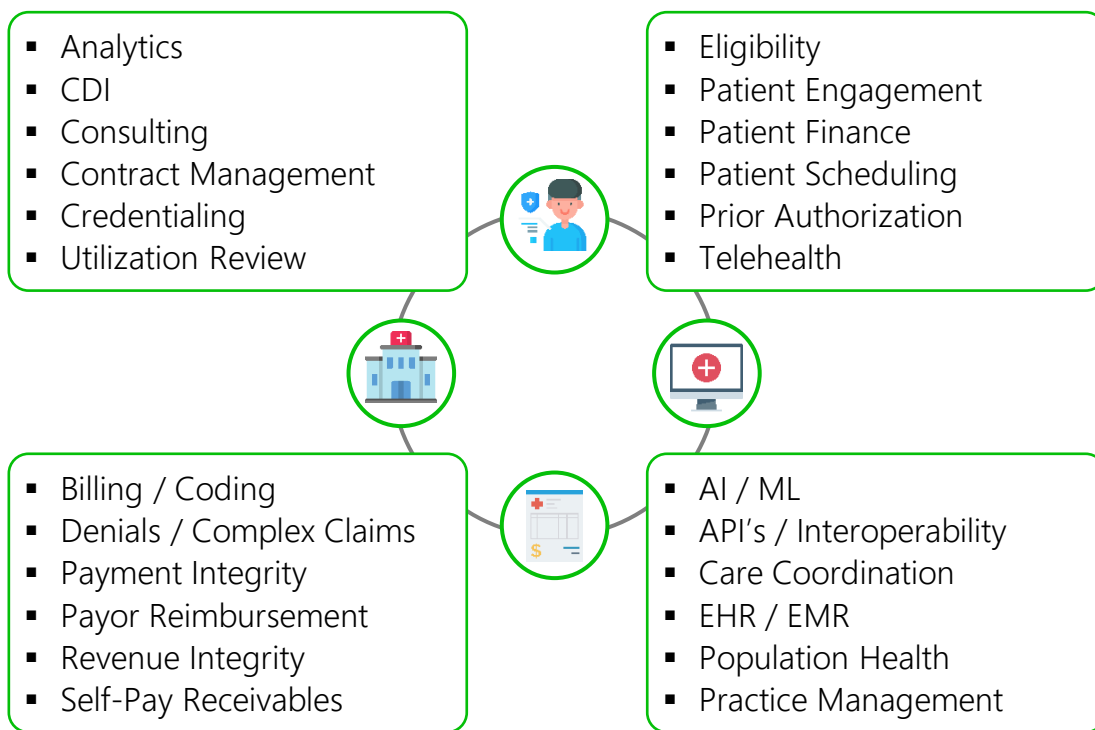 ▪ Analytics
▪ CDI
▪ Consulting
▪ Contract Management
▪ Credentialing
▪ Utilization Review
▪ Eligibility
▪ Patient Engagement
▪ Patient Finance
▪ Patient Scheduling
▪ Prior Authorization
▪ Telehealth
▪ Billing / Coding
▪ Denials / Complex Claims
▪ Payment Integrity
▪ Payor Reimbursement
▪ Revenue Integrity
▪ Self-Pay Receivables
$
▪ AI / ML
▪ API's / Interoperability
▪ Care Coordination
▪ EHR / EMR
▪ Population Health
▪ Practice Management